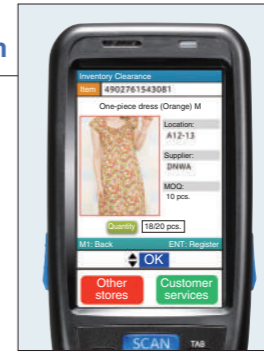 n
Inventory Clearance
Item 4902761543081
One-piece dress (Orange) M
Location:
A12-13
Supplier:
DNWA
MOQ:
10 pcs.
Quantity 18/20 pcs.
M1: Back ENT: Register
OK
Other stores
Customer services
SCAN TAB